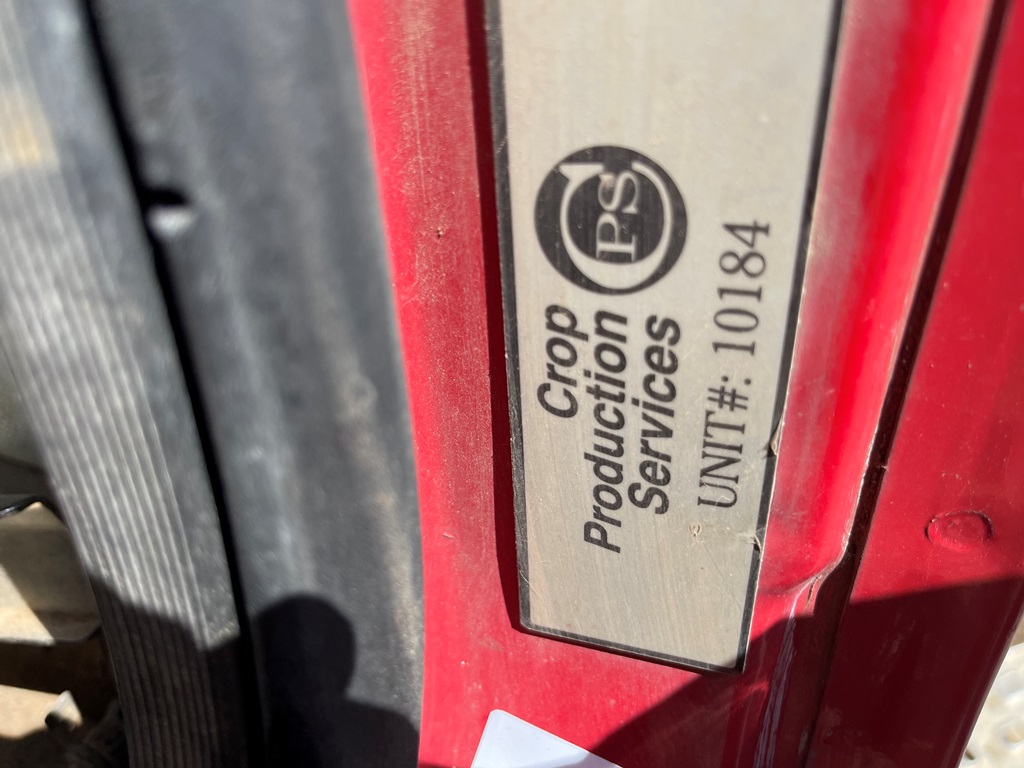 CPS
Crop
Production
Services
UNIT#: 10184